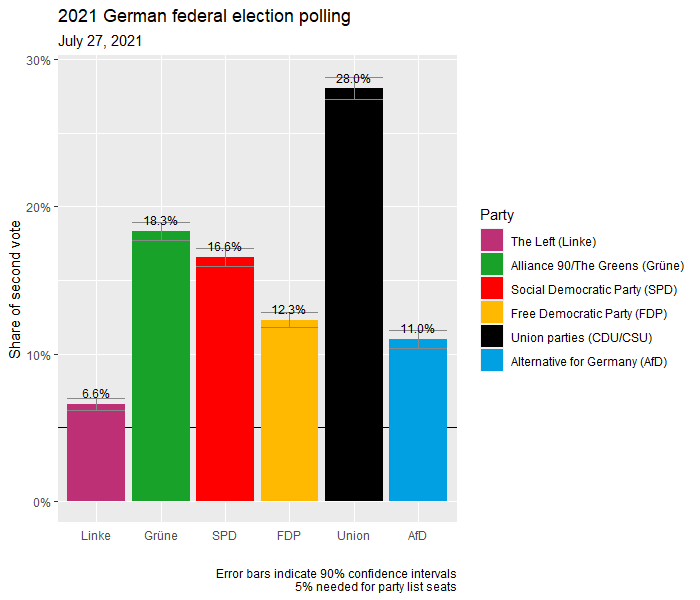 2021 German federal election polling
July 27, 2021
Share of second vote
30%
20%
10%
0%
28.0%
18.3%
16.6%
12.3%
11.0%
6.6%
Linke
Grüne
SPD
FDP
Union
AfD
Party
The Left (Linke)
Alliance 90/The Greens (Grüne)
Social Democratic Party (SPD)
Free Democratic Party (FDP)
Union parties (CDU/CSU)
Alternative for Germany (AfD)
Error bars indicate 90% confidence intervals
5% needed for party list seats